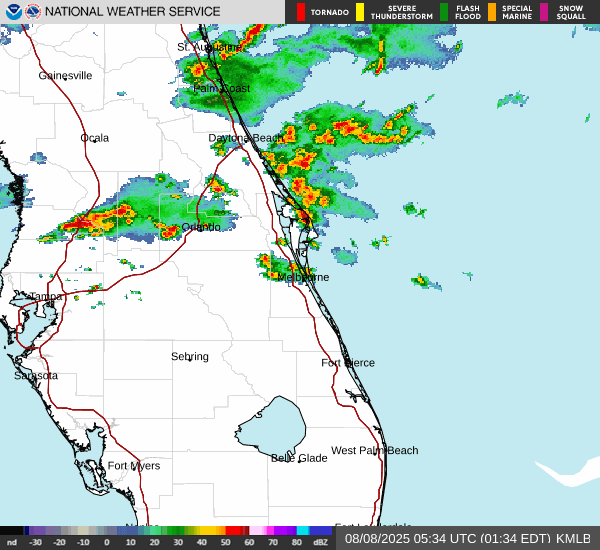 NATIONAL WEATHER SERVICE
TORNADO
SEVERE THUNDERSTORM
FLASH FLOOD
SPECIAL MARINE
SNOW SQUALL
St. Augustine
Gainesville
Palm Coast
Ocala
Daytona Beach
Orlando
Melbourne
Tampa
Sebring
Fort Pierce
Sarasota
West Palm Beach
Belle Glade
Fort Myers
Fort Lauderdale
nd -30 -20 -10 0 10 20 30 40 50 60 70 80 dBZ
08/08/2025 05:34 UTC (01:34 EDT) KMLB